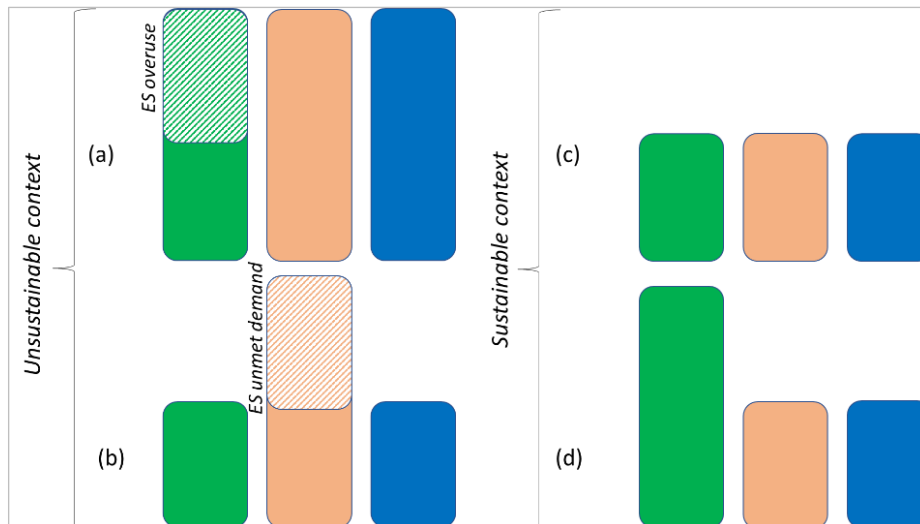 Unsustainable context
(a)
ES overuse
(b)
ES unmet demand
Sustainable context
(c)
(d)